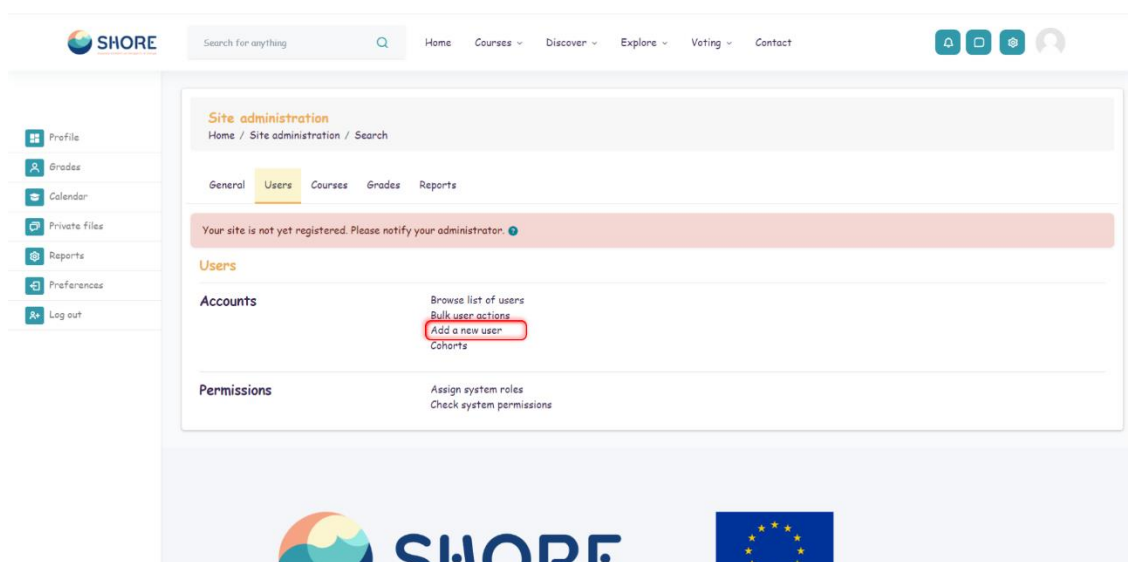 SHORE
Search for anything
Home Courses Discover Explore Voting Contact
Profile
Grades
Calendar
Private files
Reports
Preferences
Log out
Site administration
Home / Site administration / Search
General Users Courses Grades Reports
Your site is not yet registered. Please notify your administrator.
Users
Accounts
Browse list of users
Bulk user actions
Add a new user
Cohorts
Permissions
Assign system roles
Check system permissions
SHORE